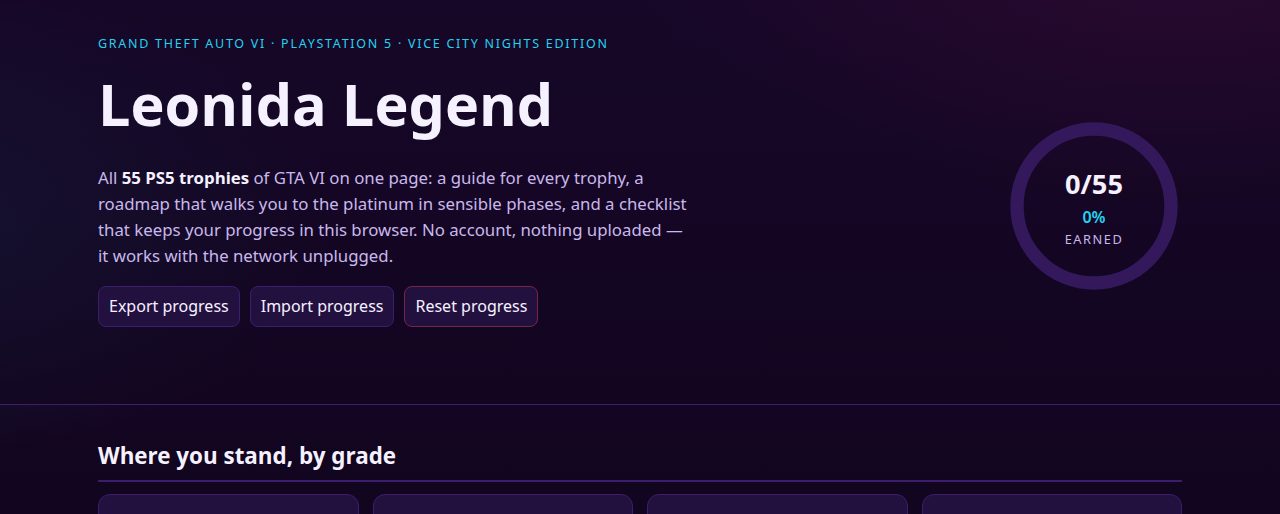 GRAND THEFT AUTO VI · PLAYSTATION 5 · VICE CITY NIGHTS EDITION
Leonida Legend
All 55 PS5 trophies of GTA VI on one page: a guide for every trophy, a
roadmap that walks you to the platinum in sensible phases, and a checklist
that keeps your progress in this browser. No account, nothing uploaded —
it works with the network unplugged.
Export progress
Import progress
Reset progress
0/55
0%
EARNED
Where you stand, by grade